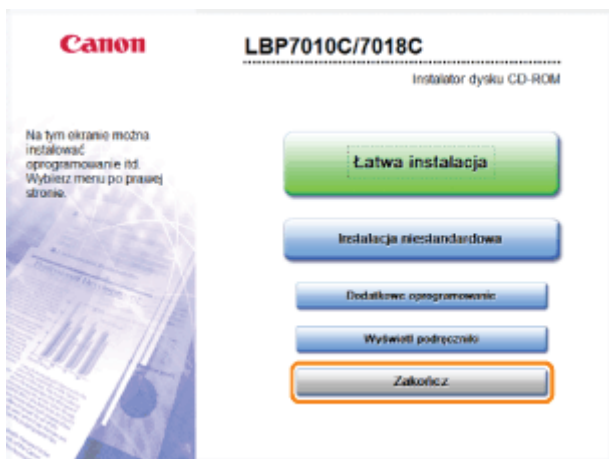 Canon
LBP7010C/7018C
Instalator dysku CD-ROM
Na tym ekranie można
instalować
oprogramowanie itd.
Wybierz menu po prawej
stronie.
Łatwa instalacja
Instalacja niestandardowa
Dodatkowe oprogramowanie
Wyświetl podręczniki
Zakończ